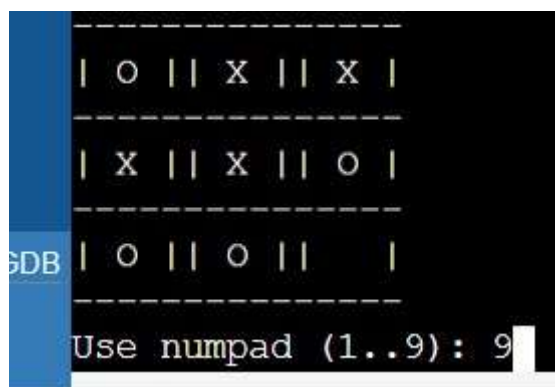 ----------------
| O || X || X |
----------------
| X || X || O |
----------------
GDB | O || O ||   |
----------------
Use numpad (1..9): 9